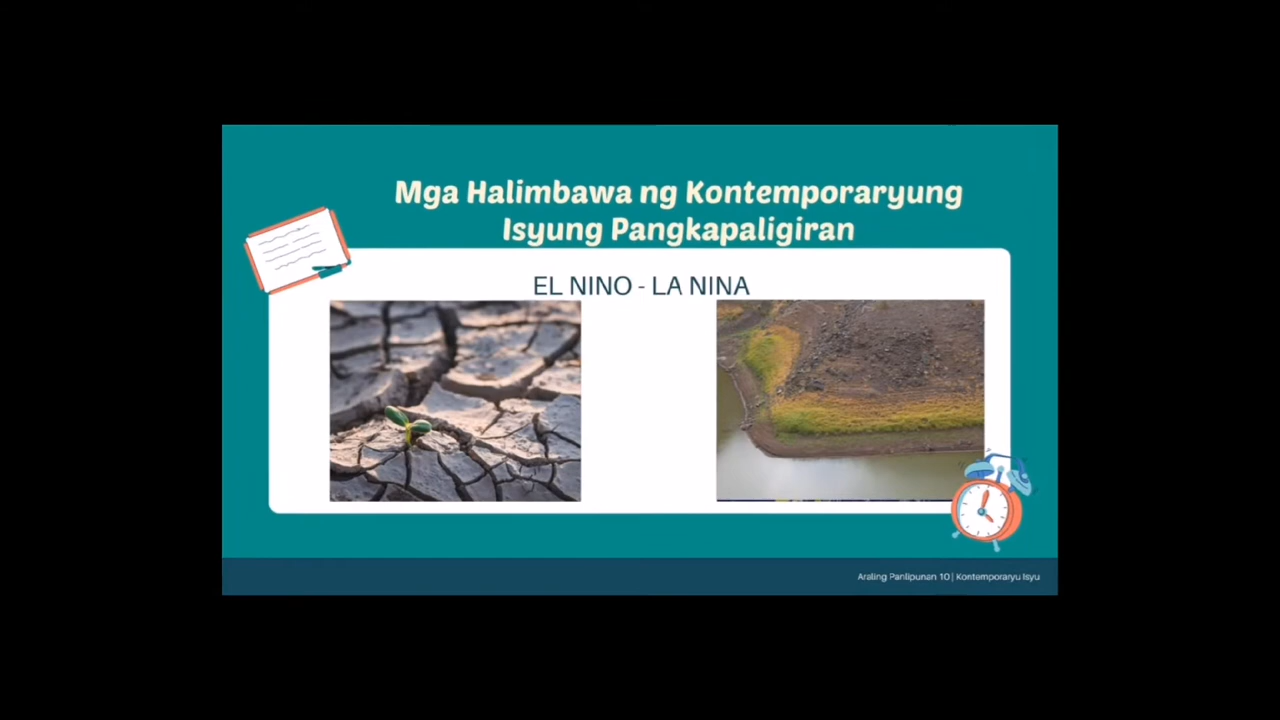 Mga Halimbawa ng Kontemporaryung
Isyung Pangkapaligiran
EL NINO - LA NINA
Araling Panlipunan 10| Kontemporaryu Isyu